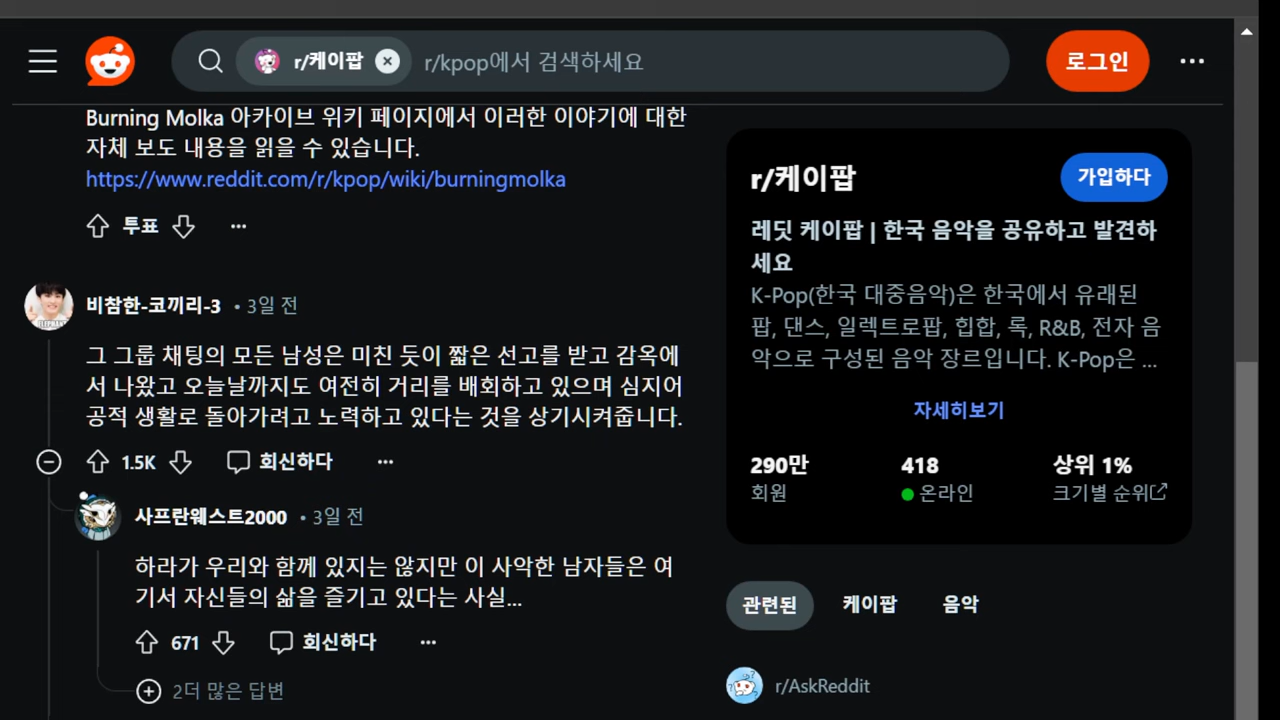 r/케이팝
r/kpop에서 검색하세요
로그인
Burning Molka 아카이브 위키 페이지에서 이러한 이야기에 대한
자체 보도 내용을 읽을 수 있습니다.
https://www.reddit.com/r/kpop/wiki/burningmolka
투표
비참한-코끼리-3 • 3일 전
그 그룹 채팅의 모든 남성은 미친 듯이 짧은 선고를 받고 감옥에
서 나왔고 오늘날까지도 여전히 거리를 배회하고 있으며 심지어
공적 생활로 돌아가려고 노력하고 있다는 것을 상기시켜줍니다.
1.5K 회신하다
사프란웨스트2000 • 3일 전
하라가 우리와 함께 있지는 않지만 이 사악한 남자들은 여
기서 자신들의 삶을 즐기고 있다는 사실...
671 회신하다
2더 많은 답변
r/케이팝
가입하다
레딧 케이팝 | 한국 음악을 공유하고 발견하
세요
K-Pop(한국 대중음악)은 한국에서 유래된
팝, 댄스, 일렉트로팝, 힙합, 록, R&B, 전자 음
악으로 구성된 음악 장르입니다. K-Pop은 ...
자세히보기
290만 418 상위 1%
회원 온라인 크기별 순위
관련된 케이팝 음악
r/AskReddit